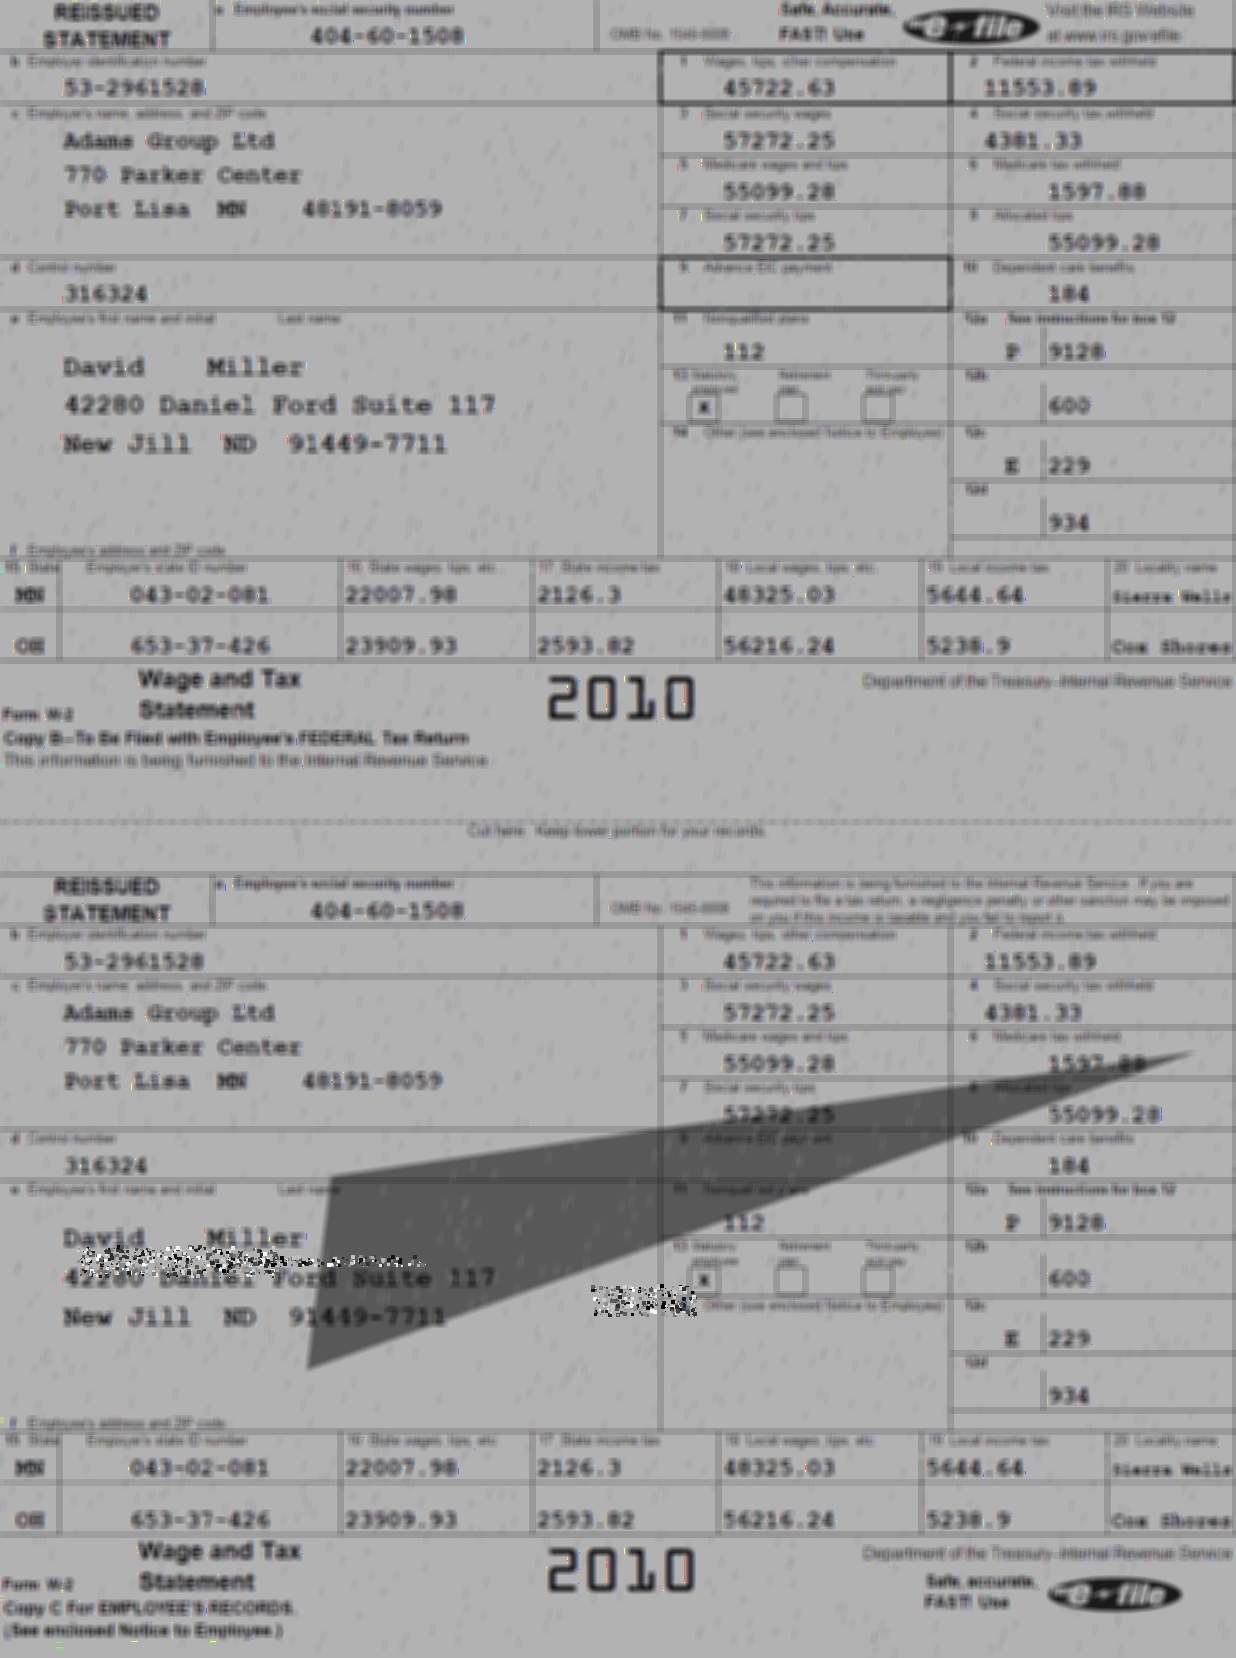 REISSUED STATEMENT
a Employee's social security number
404-60-1508
OMB No. 1545-0008
Safe, Accurate, FAST! Use
e-file
Visit the IRS Website at www.irs.gov/efile.
b Employer identification number
53-2961528
1 Wages, tips, other compensation
45722.63
2 Federal income tax withheld
11553.89
c Employer's name, address, and ZIP code
Adams Group Ltd
770 Parker Center
Port Lisa MN 48191-8059
3 Social security wages
57272.25
4 Social security tax withheld
4381.33
5 Medicare wages and tips
55099.28
6 Medicare tax withheld
1597.88
7 Social security tips
57272.25
8 Allocated tips
55099.28
d Control number
316324
9 Advance EIC payment
10 Dependent care benefits
184
e Employee's first name and initial Last name
David Miller
42280 Daniel Ford Suite 117
New Jill ND 91449-7711
11 Nonqualified plans
112
12a See instructions for box 12
P 9128
13 Statutory employee Retirement plan Third-party sick pay
X
12b
600
14 Other (see enclosed Notice to Employee)
12c
E 229
12d
934
f Employee's address and ZIP code
15 State Employer's state ID number 16 State wages, tips, etc. 17 State income tax 18 Local wages, tips, etc. 19 Local income tax 20 Locality name
MN 043-02-081 22007.98 2126.3 48325.03 5644.64 Sierra Wells
OH 653-37-426 23909.93 2593.82 56216.24 5238.9 Cox Shores
Wage and Tax Statement
Form W-2
2010
Department of the Treasury-Internal Revenue Service
Copy B-To Be Filed with Employee's FEDERAL Tax Return
This information is being furnished to the Internal Revenue Service.
Cut here. Keep lower portion for your records.
REISSUED STATEMENT
a Employee's social security number
404-60-1508
OMB No. 1545-0008
This information is being furnished to the Internal Revenue Service. If you are
required to file a tax return, a negligence penalty or other sanction may be imposed
on you if this income is taxable and you fail to report it.
b Employer identification number
53-2961528
1 Wages, tips, other compensation
45722.63
2 Federal income tax withheld
11553.89
c Employer's name, address, and ZIP code
Adams Group Ltd
770 Parker Center
Port Lisa MN 48191-8059
3 Social security wages
57272.25
4 Social security tax withheld
4381.33
5 Medicare wages and tips
55099.28
6 Medicare tax withheld
1597.88
7 Social security tips
57272.25
8 Allocated tips
55099.28
d Control number
316324
9 Advance EIC payment
10 Dependent care benefits
184
e Employee's first name and initial Last name
David Miller
42280 Daniel Ford Suite 117
New Jill ND 91449-7711
11 Nonqualified plans
112
12a See instructions for box 12
P 9128
13 Statutory employee Retirement plan Third-party sick pay
X
12b
600
Other (see enclosed Notice to Employee)
12c
E 229
12d
934
f Employee's address and ZIP code
15 State Employer's state ID number 16 State wages, tips, etc. 17 State income tax 18 Local wages, tips, etc. 19 Local income tax 20 Locality name
MN 043-02-081 22007.98 2126.3 48325.03 5644.64 Sierra Wells
OH 653-37-426 23909.93 2593.82 56216.24 5238.9 Cox Shores
Wage and Tax Statement
Form W-2
2010
Department of the Treasury-Internal Revenue Service
Copy C For EMPLOYEE'S RECORDS.
(See enclosed Notice to Employee.)
Safe, accurate, FAST! Use
e-file